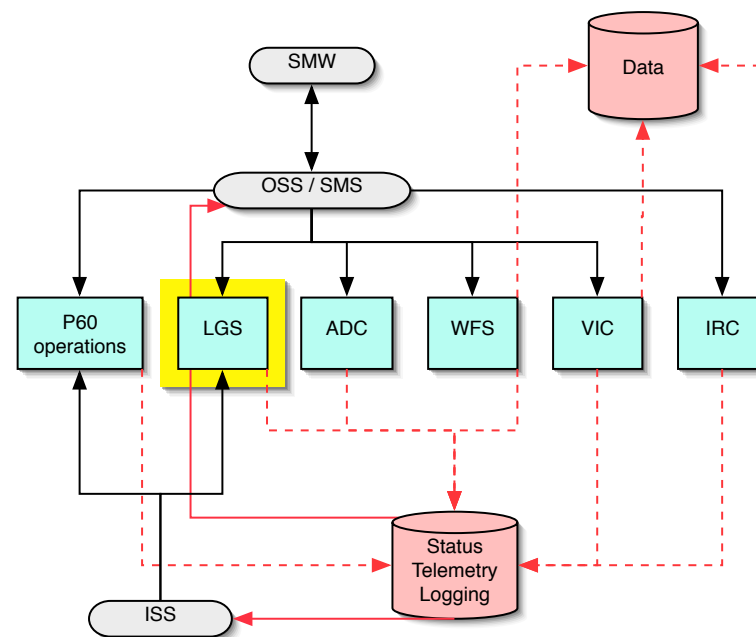 SMW
Data
OSS / SMS
P60
operations
LGS
ADC
WFS
VIC
IRC
Status
Telemetry
Logging
ISS